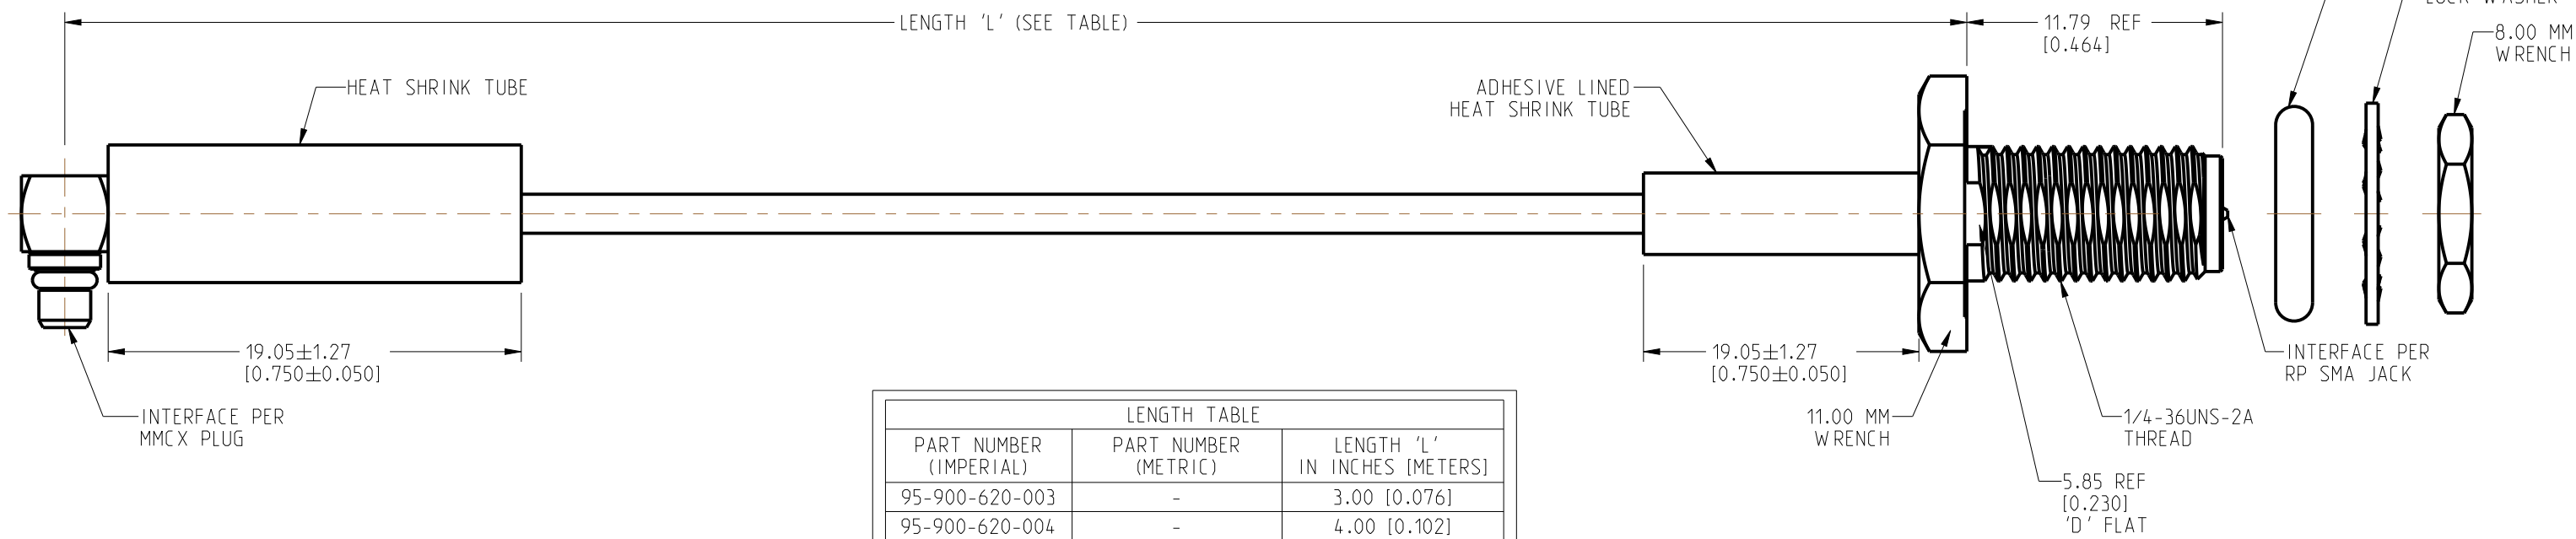 LENGTH 'L' (SEE TABLE)
11.79 REF
[0.464]
LOCK WASHER
8.00 MM
WRENCH
HEAT SHRINK TUBE
ADHESIVE LINED
HEAT SHRINK TUBE
19.05±1.27
[0.750±0.050]
19.05±1.27
[0.750±0.050]
INTERFACE PER
RP SMA JACK
INTERFACE PER
MMCX PLUG
11.00 MM
WRENCH
1/4-36UNS-2A
THREAD
5.85 REF
[0.230]
'D' FLAT
LENGTH TABLE
PART NUMBER
(IMPERIAL)
PART NUMBER
(METRIC)
LENGTH 'L'
IN INCHES [METERS]
95-900-620-003 - 3.00 [0.076]
95-900-620-004 - 4.00 [0.102]